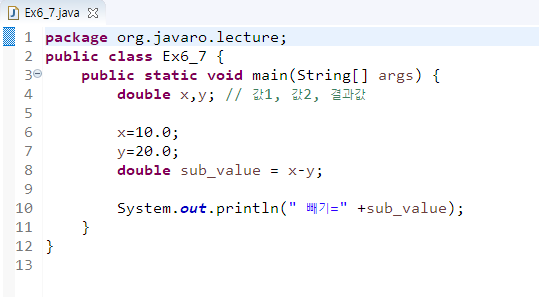 Ex6_7.java
1 package org.javaro.lecture;
2 public class Ex6_7 {
3 public static void main(String[] args) {
4 double x,y; // 값1, 값2, 결과값
5
6 x=10.0;
7 y=20.0;
8 double sub_value = x-y;
9
10 System.out.println(" 빼기=" +sub_value);
11 }
12 }
13